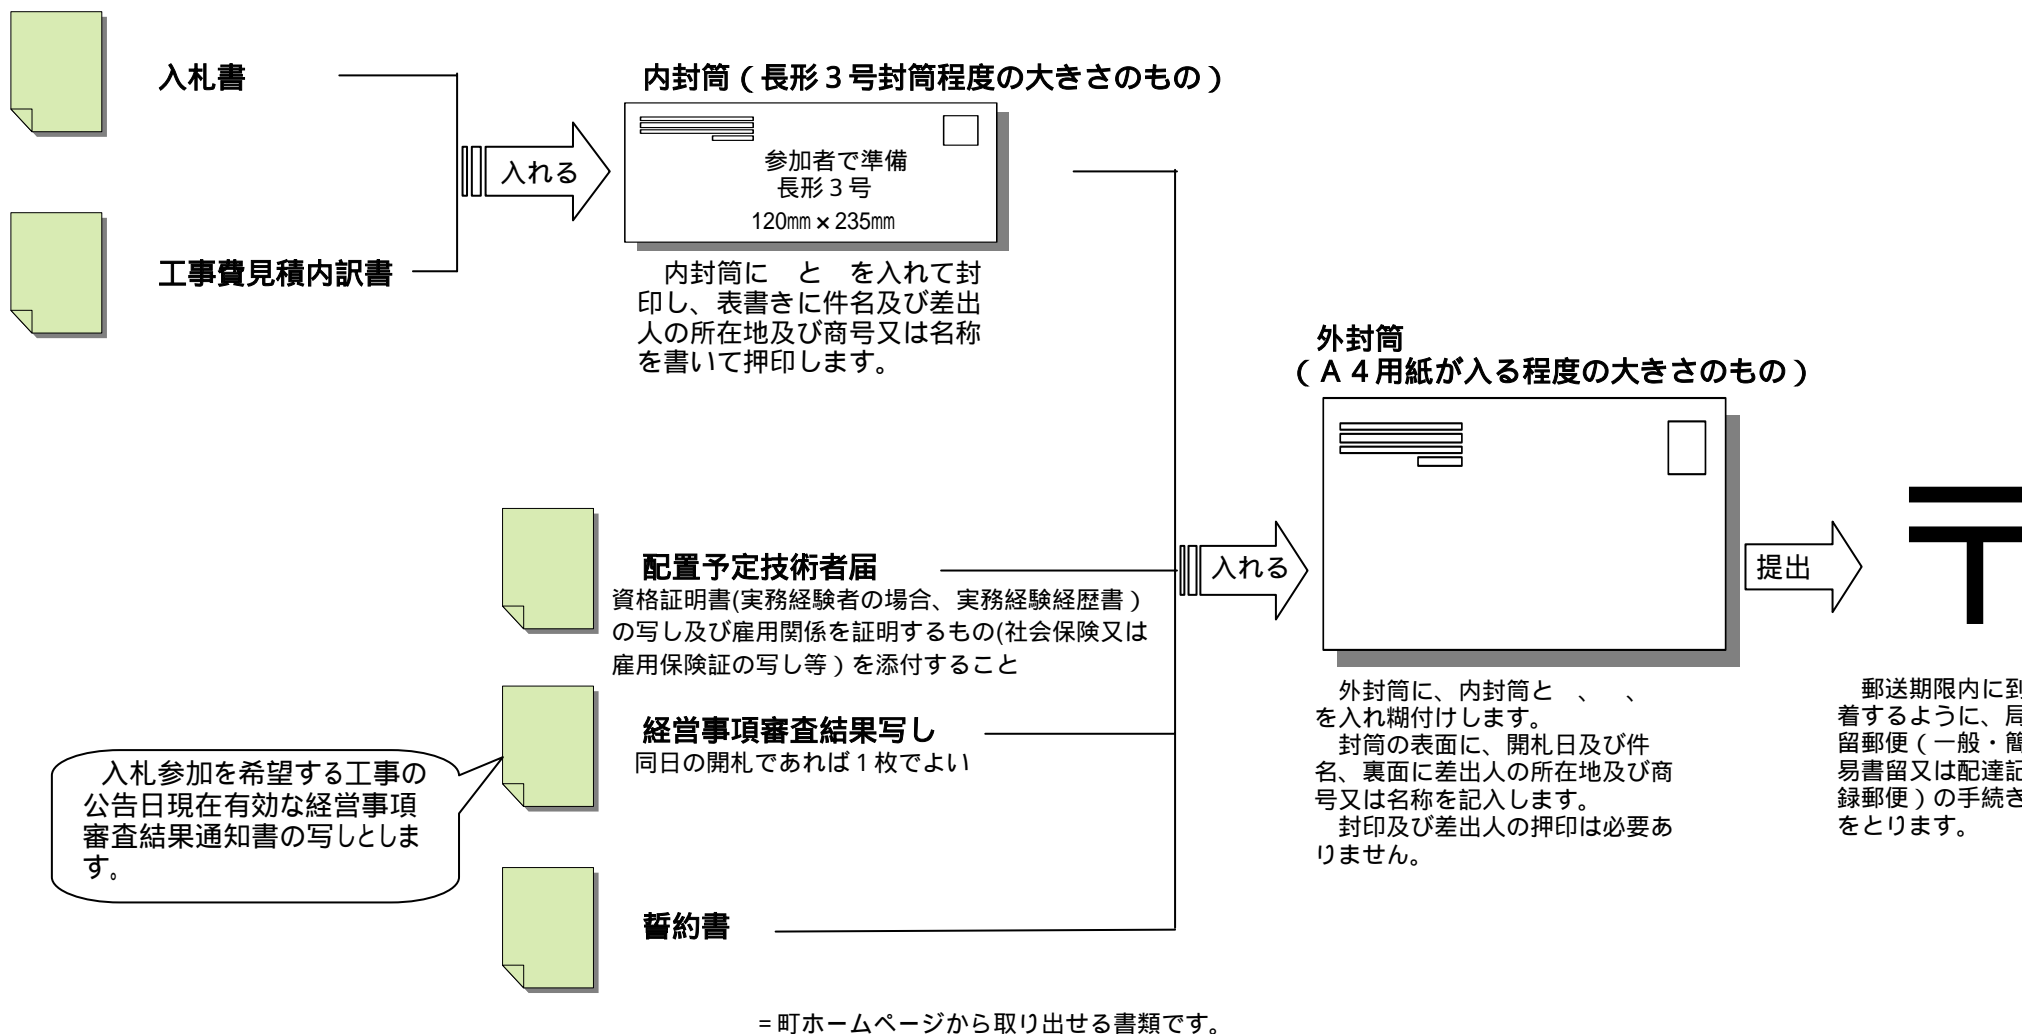 入札書
内封筒（長形３号封筒程度の大きさのもの）
入れる
参加者で準備
長形３号
120㎜×235㎜
工事費見積内訳書
　内封筒に　と　を入れて封
印し、表書きに件名及び差出
人の所在地及び商号又は名称
を書いて押印します。
外封筒
（Ａ４用紙が入る程度の大きさのもの）
配置予定技術者届
資格証明書(実務経験者の場合、実務経験経歴書）
の写し及び雇用関係を証明するもの(社会保険又は
雇用保険証の写し等）を添付すること
入れる
提出
〒
経営事項審査結果写し
同日の開札であれば１枚でよい
　入札参加を希望する工事の
公告日現在有効な経営事項
審査結果通知書の写しとしま
す。
誓約書
　外封筒に、内封筒と　、　、
を入れ糊付けします。
　封筒の表面に、開札日及び件
名、裏面に差出人の所在地及び商
号又は名称を記入します。
　封印及び差出人の押印は必要あ
りません。
　郵送期限内に到
着するように、局
留郵便（一般・簡
易書留又は配達記
録郵便）の手続き
をとります。
＝町ホームページから取り出せる書類です。